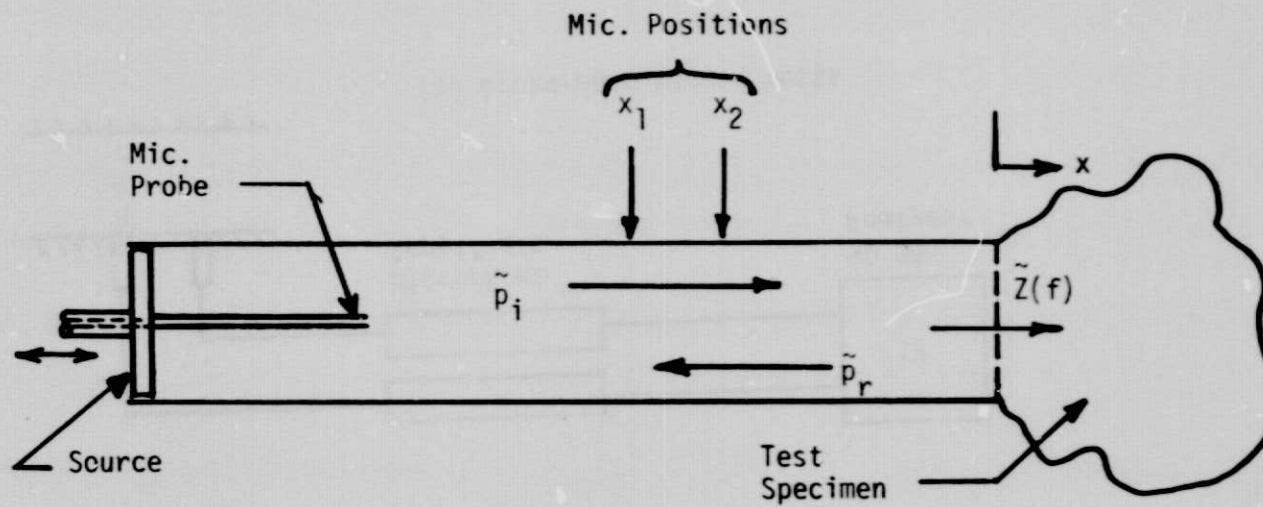 Mic. Positions
x1 x2
Mic.
Probe
x
p̃i
Z̃(f)
p̃r
Source
Test
Specimen